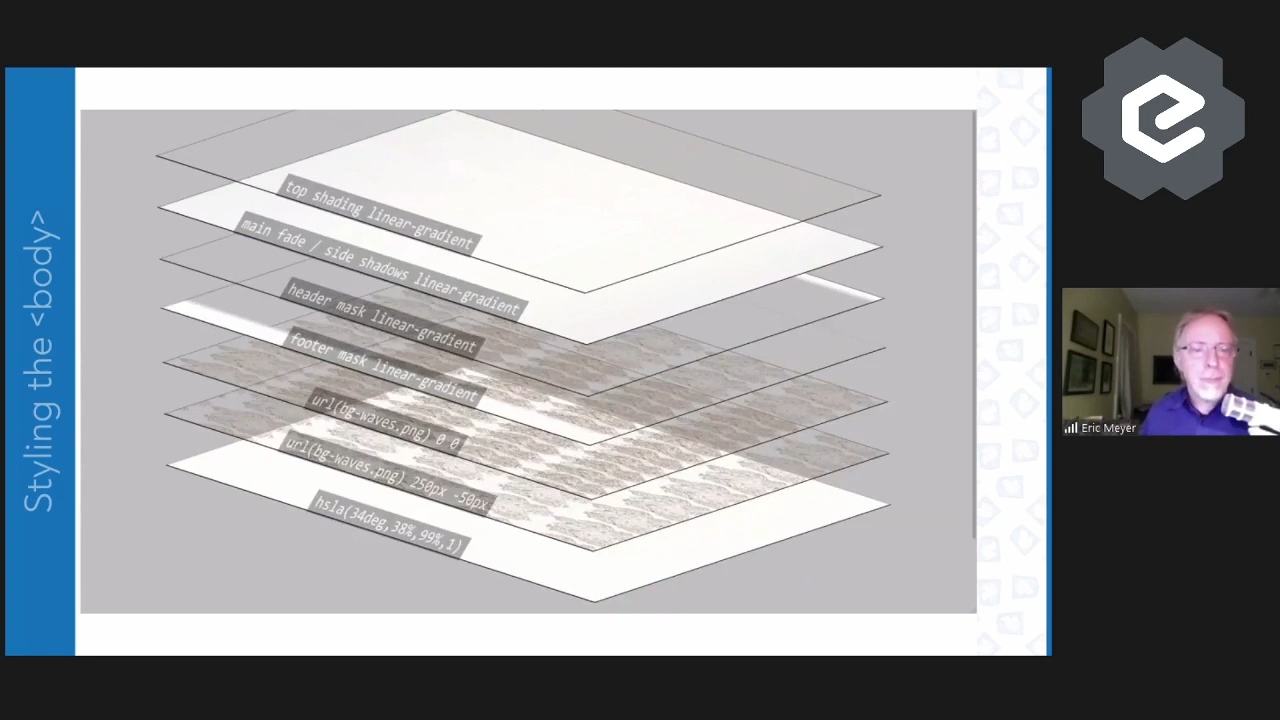 Styling the <body>
top shading linear-gradient
main fade / side shadows linear-gradient
header mask linear-gradient
footer mask linear-gradient
url(bg-waves.png) 0 0
url(bg-waves.png) 250px -50px
hsla(34deg,38%,99%,1)
Eric Meyer